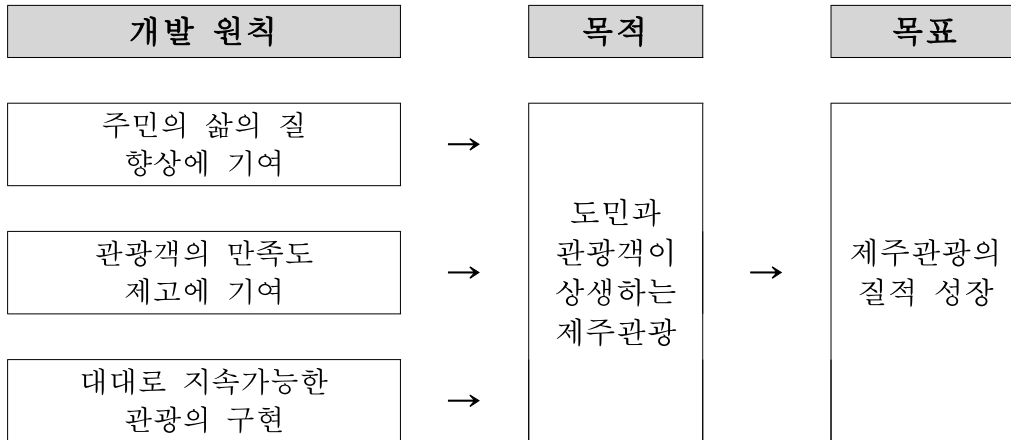 개발 원칙
목적
목표
주민의 삶의 질
향상에 기여
→
관광객의 만족도
제고에 기여
→
대대로 지속가능한
관광의 구현
→
도민과
관광객이
상생하는
제주관광
→
제주관광의
질적 성장